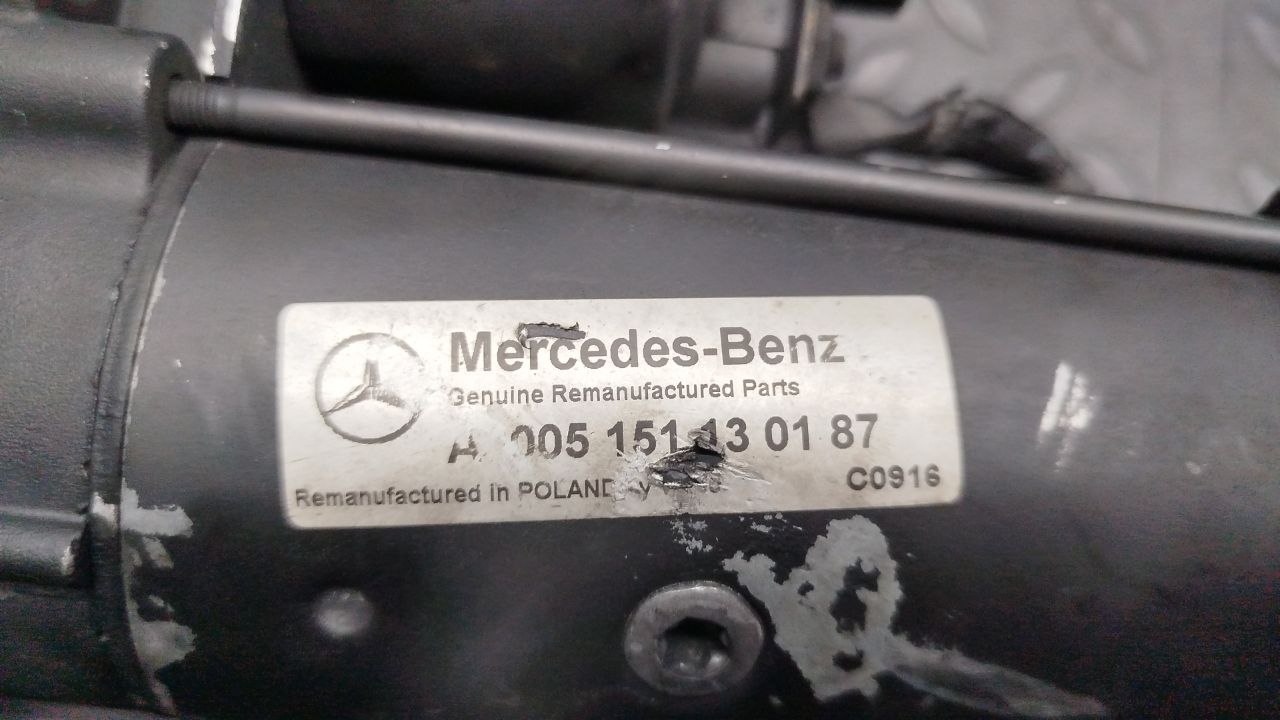 Mercedes-Benz
Genuine Remanufactured Parts
A 005 151 13 01 87
Remanufactured in POLAND
C0916